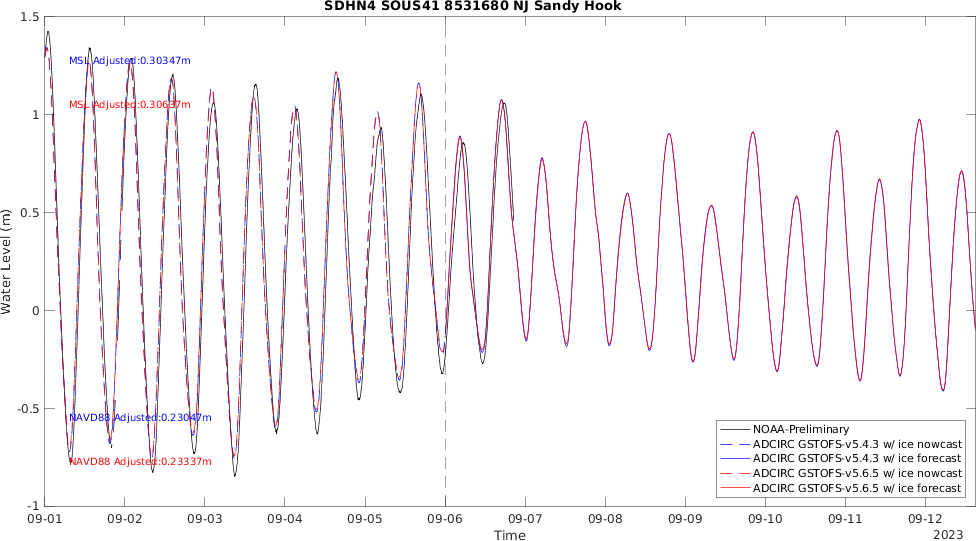 SDHN4 SOUS41 8531680 NJ Sandy Hook
1.5
1
0.5
0
-0.5
-1
Water Level (m)
MSL Adjusted:0.30347m
MSL Adjusted:0.30637m
NAVD88 Adjusted:0.23047m
NAVD88 Adjusted:0.23337m
NOAA-Preliminary
ADCIRC GSTOFS-v5.4.3 w/ ice nowcast
ADCIRC GSTOFS-v5.4.3 w/ ice forecast
ADCIRC GSTOFS-v5.6.5 w/ ice nowcast
ADCIRC GSTOFS-v5.6.5 w/ ice forecast
09-01 09-02 09-03 09-04 09-05 09-06 09-07 09-08 09-09 09-10 09-11 09-12
Time
2023